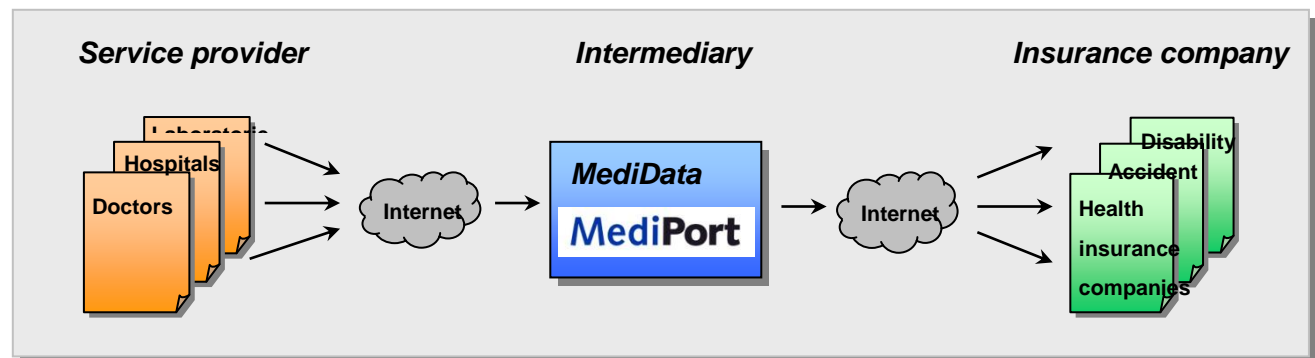 Service provider
Intermediary
Insurance company
Hospitals
Doctors
Internet
MediData
MediPort
Internet
Disability
Accident
Health
insurance
companies